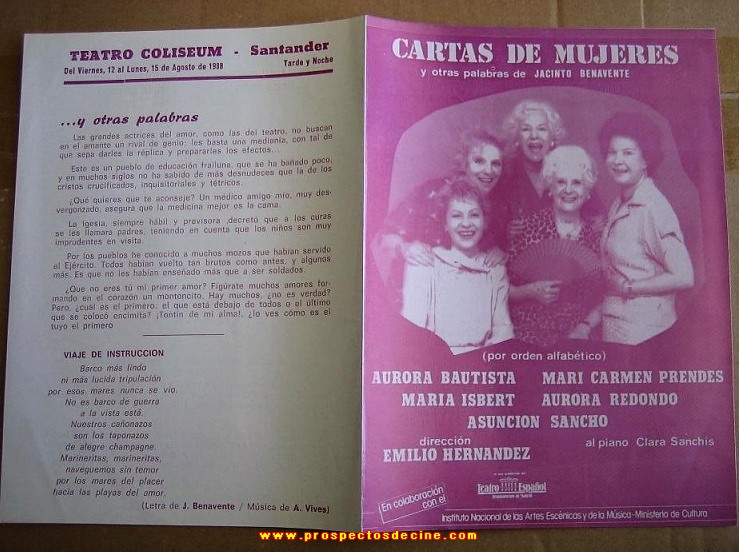 TEATRO COLISEUM - Santander
Del Viernes, 12 al Lunes, 15 de Agosto de 1988
Tarde y Noche
...y otras palabras
Las grandes actrices del amor, como las del teatro, no buscan
en el amante un rival de genio; les basta una medianía, con tal de
que sepa darles la réplica y prepararles los efectos...
Este es un pueblo de educación frailuna, que se ha bañado poco,
y en muchos siglos no ha sabido de más desnudeces que la de los
cristos crucificados, inquisitoriales y tétricos.
¿Qué quieres que te aconseje? Un médico amigo mio, muy des-
vergonzado, asegura que la medicina mejor es la cama.
La Iglesia, siempre hábil y previsora ,decretó que a los curas
se les llamara padres, teniendo en cuenta que los niños son muy
imprudentes en visita.
Por los pueblos he conocido a muchos mozos que habían servido
el Ejército. Todos habían vuelto tan brutos como antes, y algunos
más. Es que no les habían enseñado más que a ser soldados.
¿Que no eres tú mi primer amor? Figúrate muchos amores for-
mando en el corazón un montoncito. Hay muchos, ¿no es verdad?
Pero, ¿cuál es el primero; el que está debajo de todos o el último
que se colocó encimita? ¡Tontín de mi alma!, ¿lo ves cómo es el
tuyo el primero
VIAJE DE INSTRUCCION
Barco más lindo
ni más lucida tripulación
por esos mares nunca se vio.
No es barco de guerra
a la vista está.
Nuestros cañonazos
son los taponazos
de alegre champagne.
Marineritas, marineritas,
naveguemos sin temor
por los mares del placer
hacia las playas del amor.
(Letra de J. Benavente / Música de A. Vives)
CARTAS DE MUJERES
y otras palabras de JACINTO BENAVENTE
(por orden alfabético)
AURORA BAUTISTA MARI CARMEN PRENDES
MARIA ISBERT AURORA REDONDO
ASUNCION SANCHO
dirección
EMILIO HERNANDEZ
al piano Clara Sanchis
En colaboración
con el
Teatro Español
Instituto Nacional de las Artes Escénicas y de la Música-Ministerio de Cultura
www.prospectosdecine.com